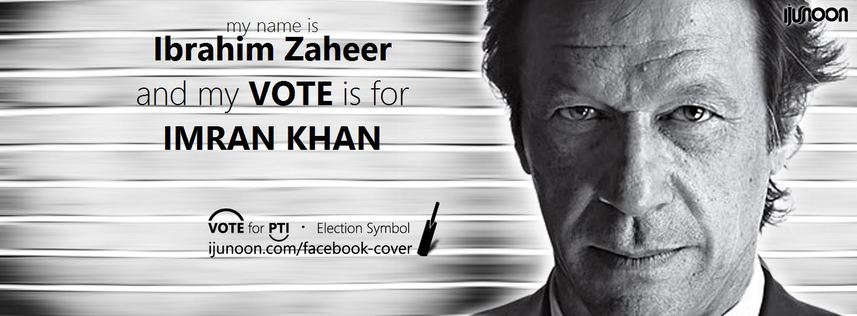 ijunoon
my name is
Ibrahim Zaheer
and my VOTE is for
IMRAN KHAN
VOTE for PTI · Election Symbol
ijunoon.com/facebook-cover